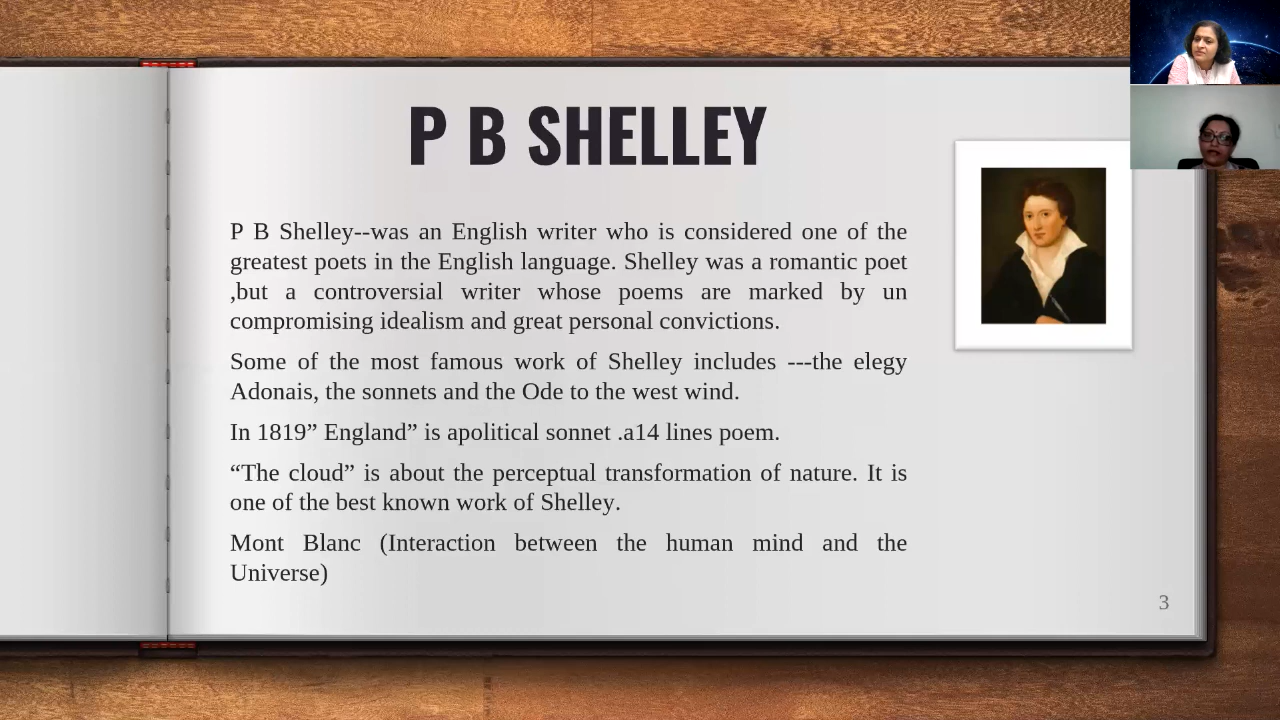 P B SHELLEY
P B Shelley--was an English writer who is considered one of the
greatest poets in the English language. Shelley was a romantic poet
,but a controversial writer whose poems are marked by un
compromising idealism and great personal convictions.
Some of the most famous work of Shelley includes ---the elegy
Adonais, the sonnets and the Ode to the west wind.
In 1819” England” is apolitical sonnet .a14 lines poem.
“The cloud” is about the perceptual transformation of nature. It is
one of the best known work of Shelley.
Mont Blanc (Interaction between the human mind and the
Universe)
3